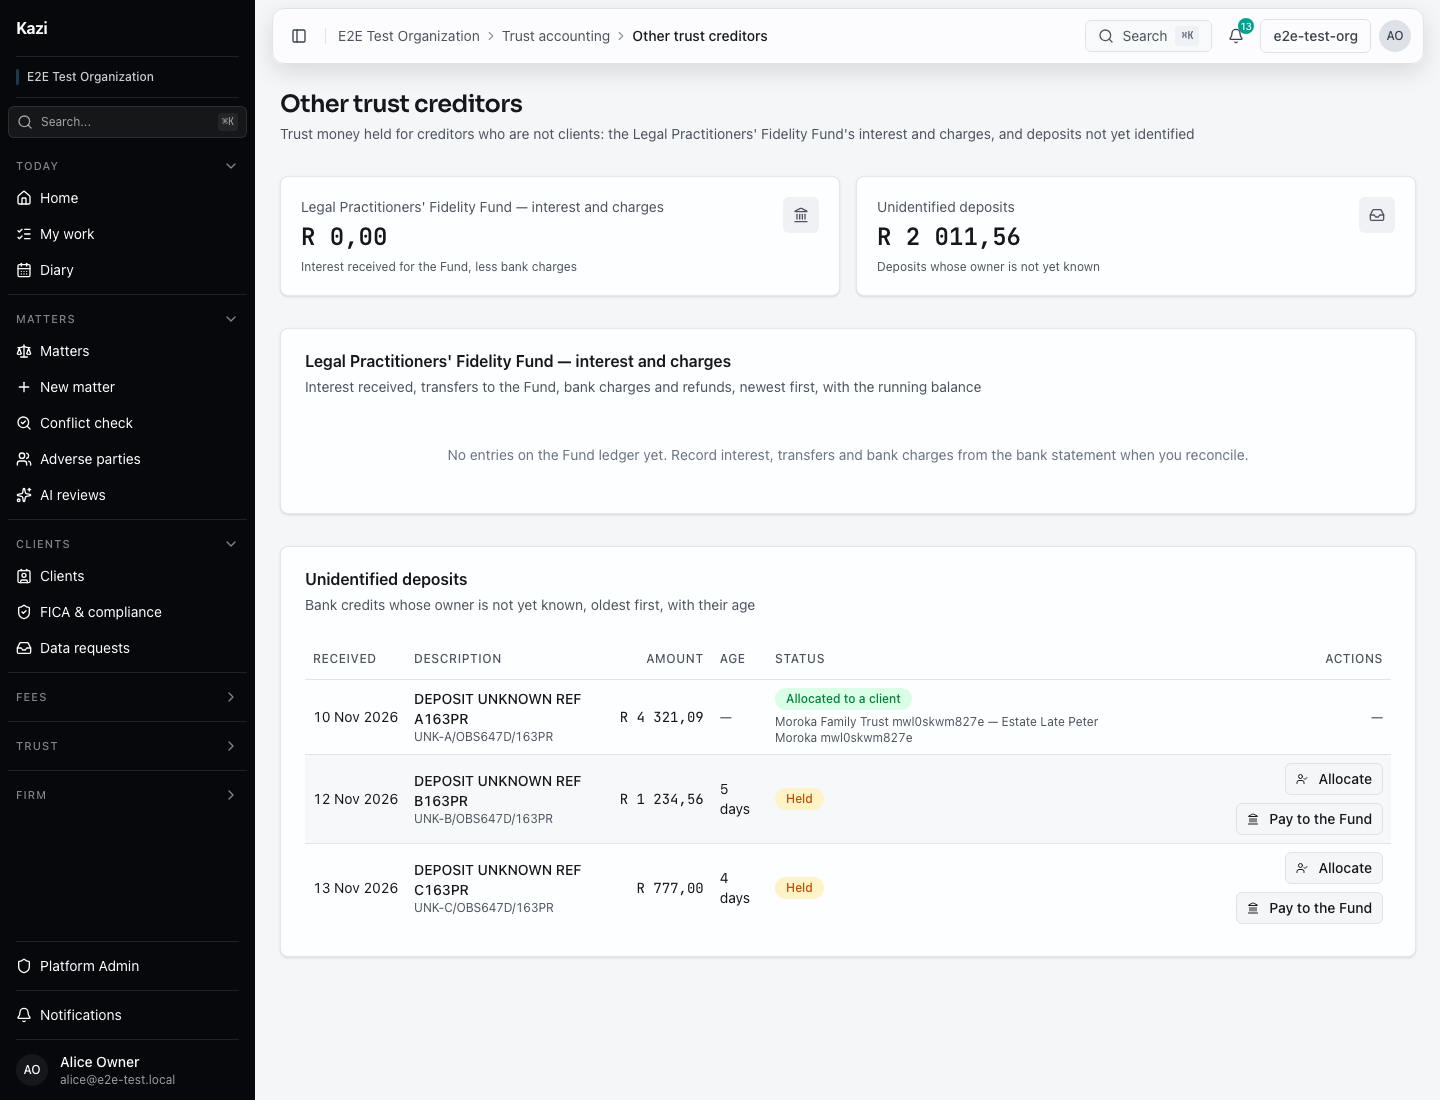 Kazi
E2E Test Organization
Search...
⌘K
TODAY
Home
My work
Diary
MATTERS
Matters
New matter
Conflict check
Adverse parties
AI reviews
CLIENTS
Clients
FICA & compliance
Data requests
FEES
TRUST
FIRM
Platform Admin
Notifications
AO
Alice Owner
alice@e2e-test.local
E2E Test Organization > Trust accounting > Other trust creditors
Search ⌘K
13
e2e-test-org
AO
Other trust creditors
Trust money held for creditors who are not clients: the Legal Practitioners' Fidelity Fund's interest and charges, and deposits not yet identified
Legal Practitioners' Fidelity Fund — interest and charges
R 0,00
Interest received for the Fund, less bank charges
Unidentified deposits
R 2 011,56
Deposits whose owner is not yet known
Legal Practitioners' Fidelity Fund — interest and charges
Interest received, transfers to the Fund, bank charges and refunds, newest first, with the running balance
No entries on the Fund ledger yet. Record interest, transfers and bank charges from the bank statement when you reconcile.
Unidentified deposits
Bank credits whose owner is not yet known, oldest first, with their age
RECEIVED DESCRIPTION AMOUNT AGE STATUS ACTIONS
10 Nov 2026
DEPOSIT UNKNOWN REF
A163PR
UNK-A/OBS647D/163PR
R 4 321,09
—
Allocated to a client
Moroka Family Trust mwl0skwm827e — Estate Late Peter
Moroka mwl0skwm827e
—
12 Nov 2026
DEPOSIT UNKNOWN REF
B163PR
UNK-B/OBS647D/163PR
R 1 234,56
5
days
Held
Allocate
Pay to the Fund
13 Nov 2026
DEPOSIT UNKNOWN REF
C163PR
UNK-C/OBS647D/163PR
R 777,00
4
days
Held
Allocate
Pay to the Fund